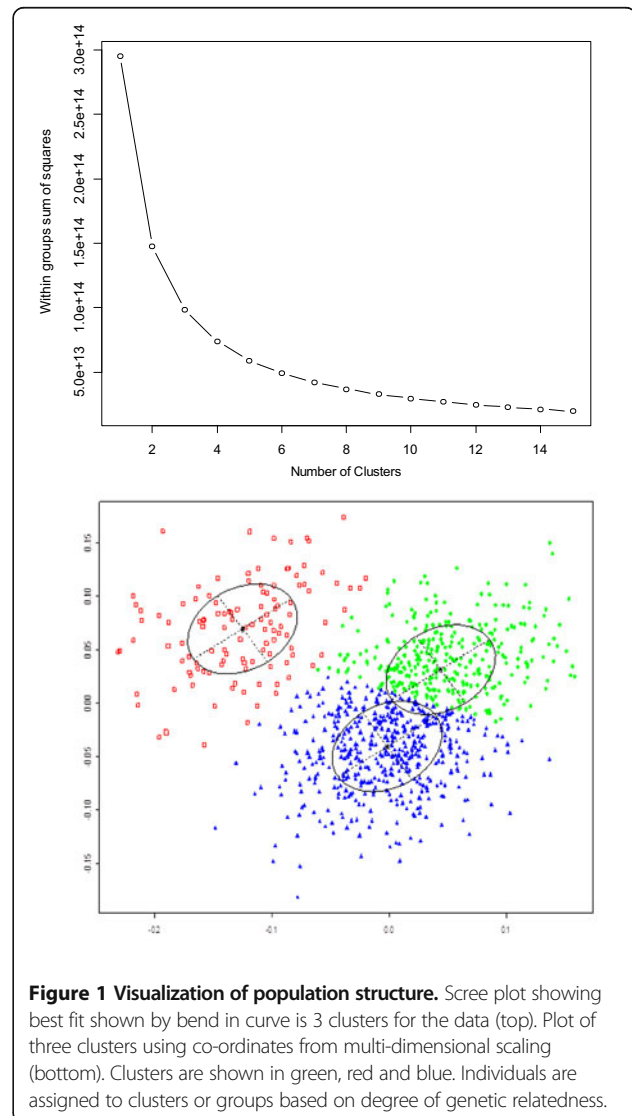 3.0e+14
2.5e+14
2.0e+14
1.5e+14
1.0e+14
5.0e+13
Within groups sum of squares
2 4 6 8 10 12 14
Number of Clusters
0.15
0.10
0.05
0.00
-0.05
-0.10
-0.15
-0.2 -0.1 0.0 0.1
Figure 1 Visualization of population structure. Scree plot showing
best fit shown by bend in curve is 3 clusters for the data (top). Plot of
three clusters using co-ordinates from multi-dimensional scaling
(bottom). Clusters are shown in green, red and blue. Individuals are
assigned to clusters or groups based on degree of genetic relatedness.